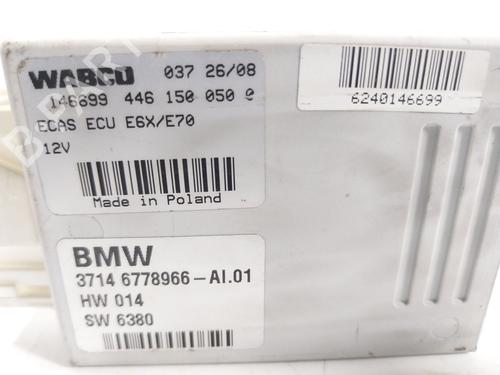 WABCO 037 26/08
146699 446 150 050 0
ECAS ECU E6X/E70
12V
Made in Poland
6240146699
BMW
3714 6778966-AI.01
HW 014
SW 6380
B PARTS